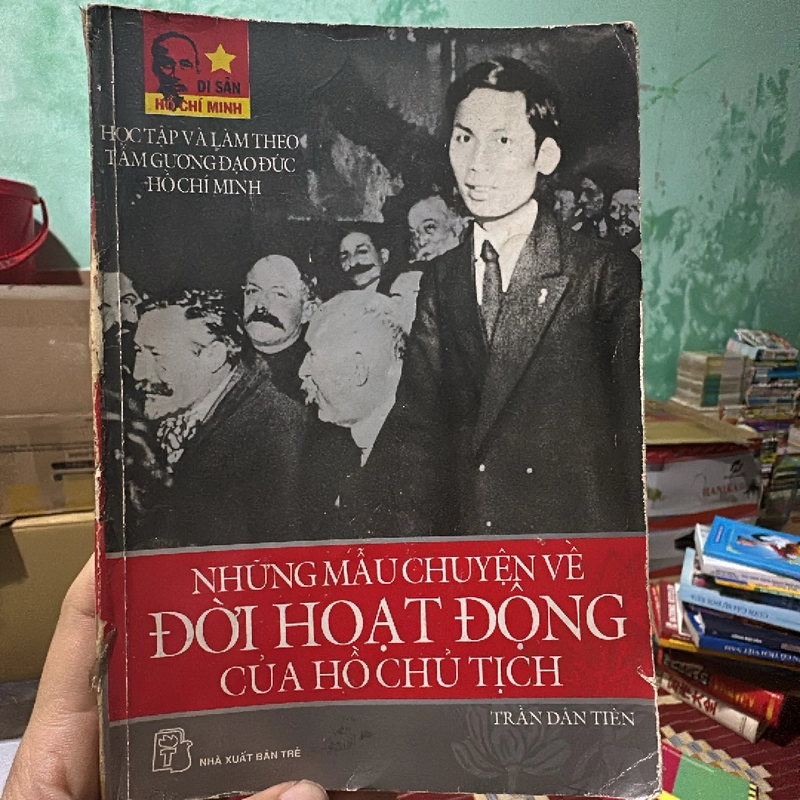 DI SẢN
HỒ CHÍ MINH
HỌC TẬP VÀ LÀM THEO
TẤM GƯƠNG ĐẠO ĐỨC
HỒ CHÍ MINH
NHỮNG MẨU CHUYỆN VỀ
ĐỜI HOẠT ĐỘNG
CỦA HỒ CHỦ TỊCH
TRẦN DÂN TIÊN
T
NHÀ XUẤT BẢN TRẺ